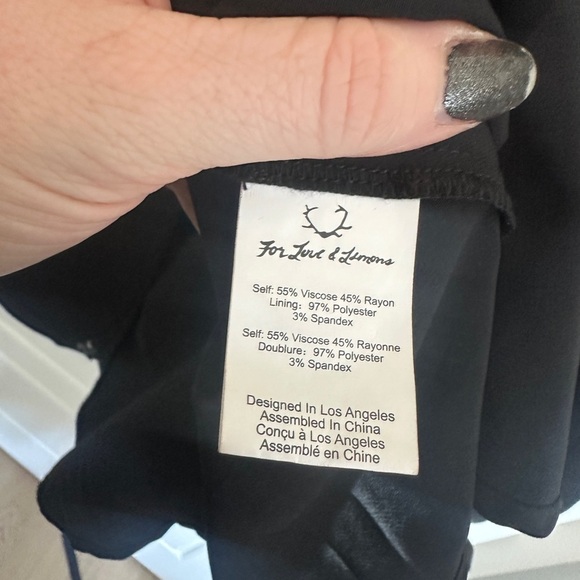 For Love & Lemons
Self: 55% Viscose 45% Rayon
Lining: 97% Polyester
3% Spandex
Self: 55% Viscose 45% Rayonne
Doublure: 97% Polyester
3% Spandex
Designed In Los Angeles
Assembled In China
Conçu à Los Angeles
Assemblé en Chine